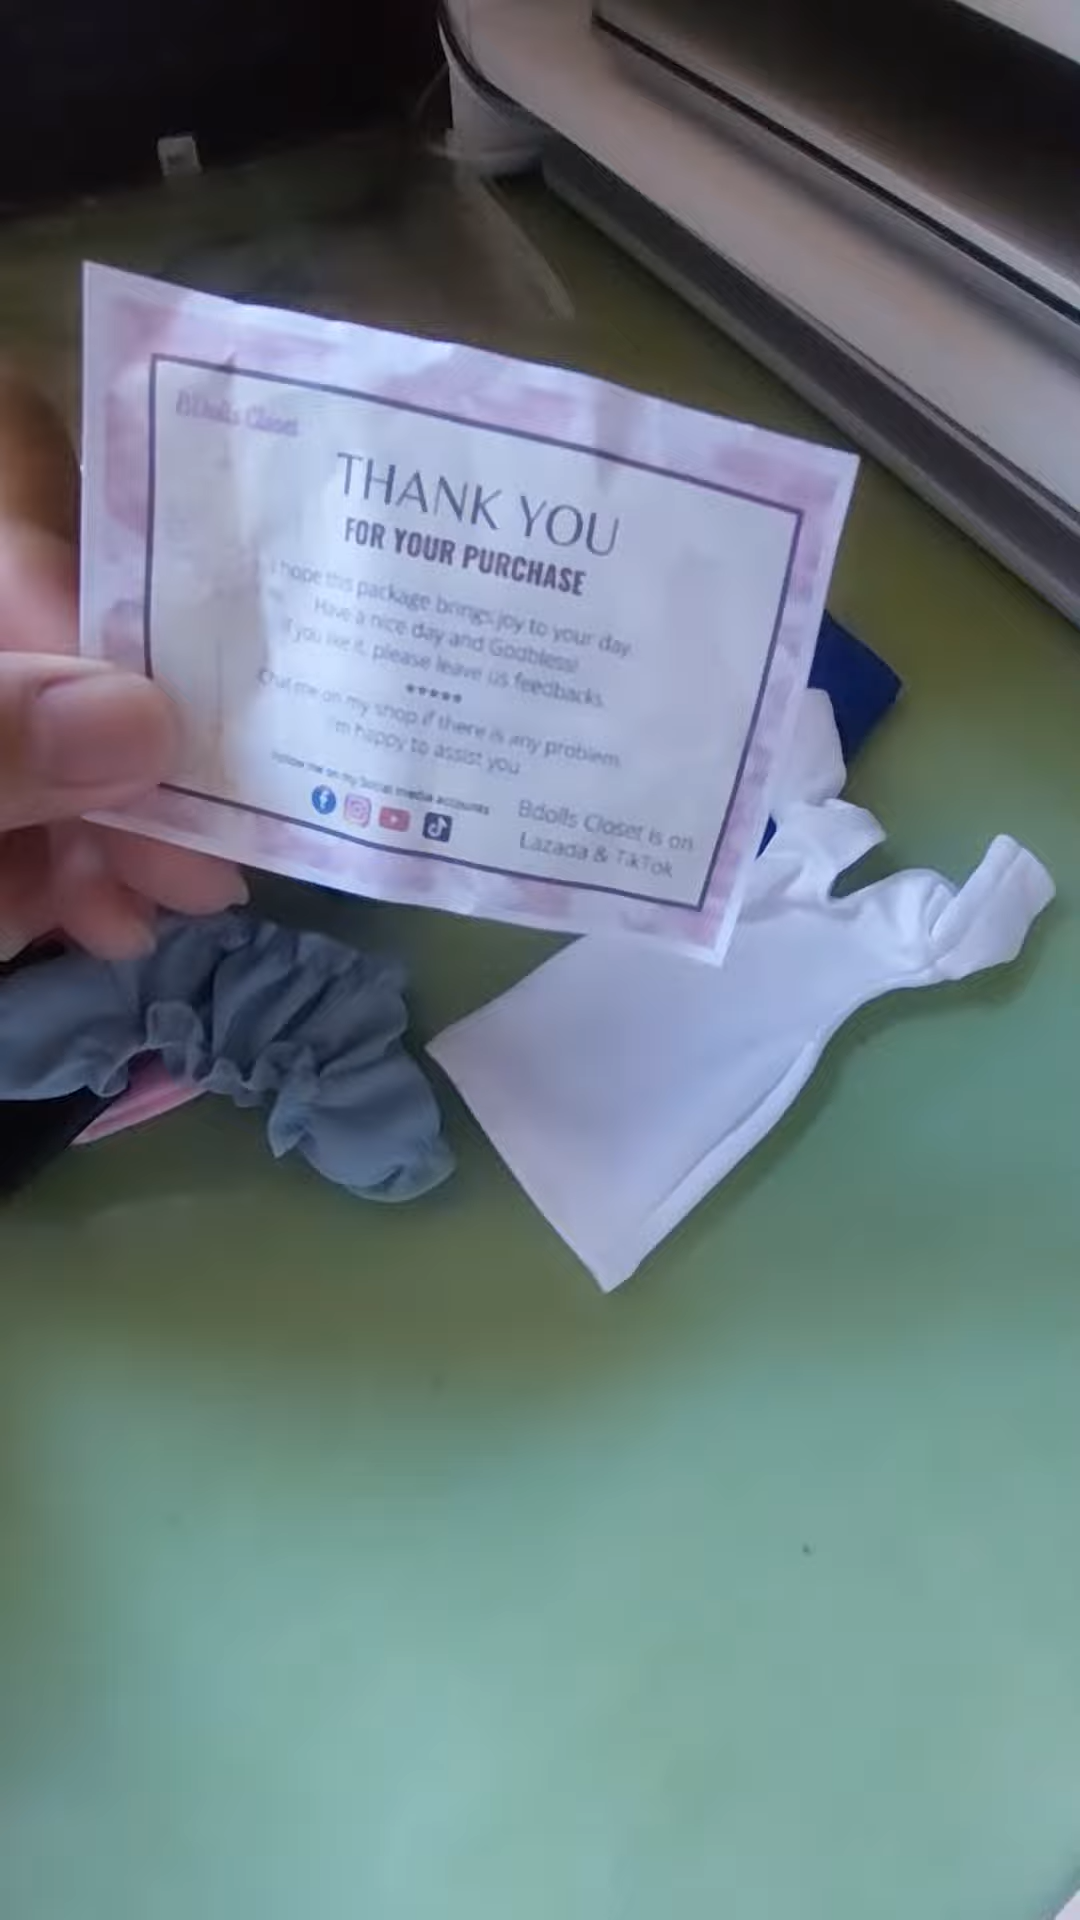 BDolls Closet
THANK YOU
FOR YOUR PURCHASE
I hope this package brings joy to your day.
Have a nice day and Godbless!
If you like it, please leave us feedbacks.
Chat me on my shop if there is any problem
I'm happy to assist you
Follow me on my Social media accounts
Bdolls Closet is on
Lazada & TikTok